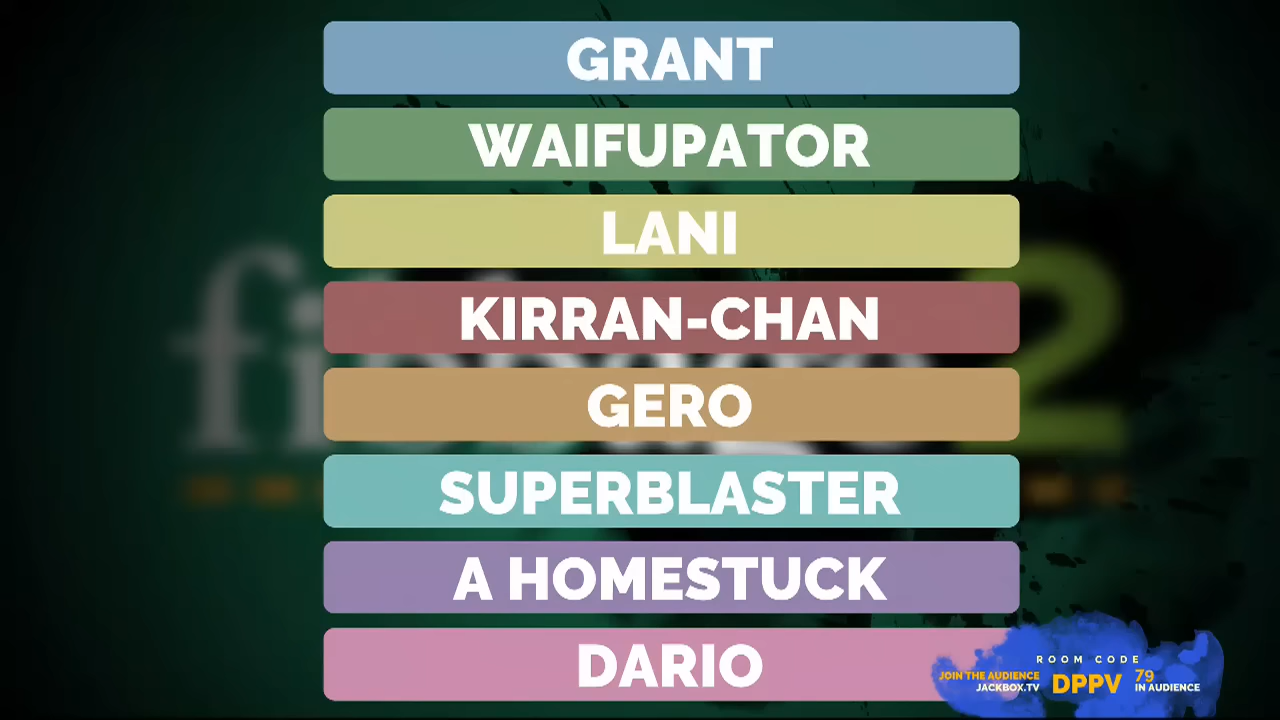 GRANT
WAIFUPATOR
LANI
KIRRAN-CHAN
GERO
SUPERBLASTER
A HOMESTUCK
DARIO
ROOM CODE
JOIN THE AUDIENCE
JACKBOX.TV
DPPV
79
IN AUDIENCE
2